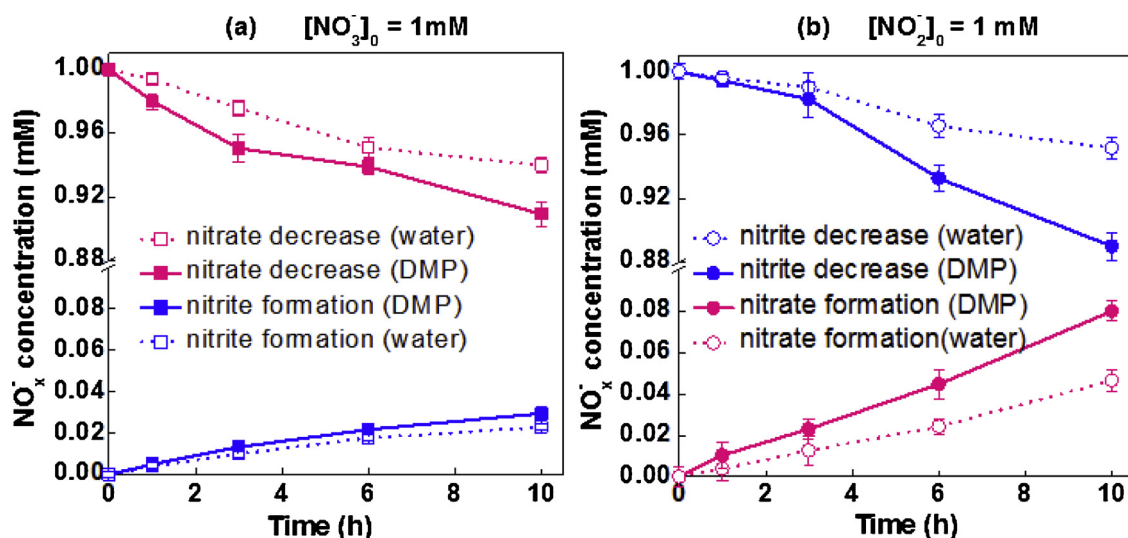 (a) [NO₃⁻]₀ = 1mM
NOₓ⁻ concentration (mM)
1.00
0.96
0.92
0.88
0.08
0.06
0.04
0.02
0.00
nitrate decrease (water)
nitrate decrease (DMP)
nitrite formation (DMP)
nitrite formation (water)
0 2 4 6 8 10
Time (h)
(b) [NO₂⁻]₀ = 1 mM
NOₓ⁻ concentration (mM)
1.00
0.96
0.92
0.88
0.08
0.06
0.04
0.02
0.00
nitrite decrease (water)
nitrite decrease (DMP)
nitrate formation (DMP)
nitrate formation(water)
0 2 4 6 8 10
Time (h)